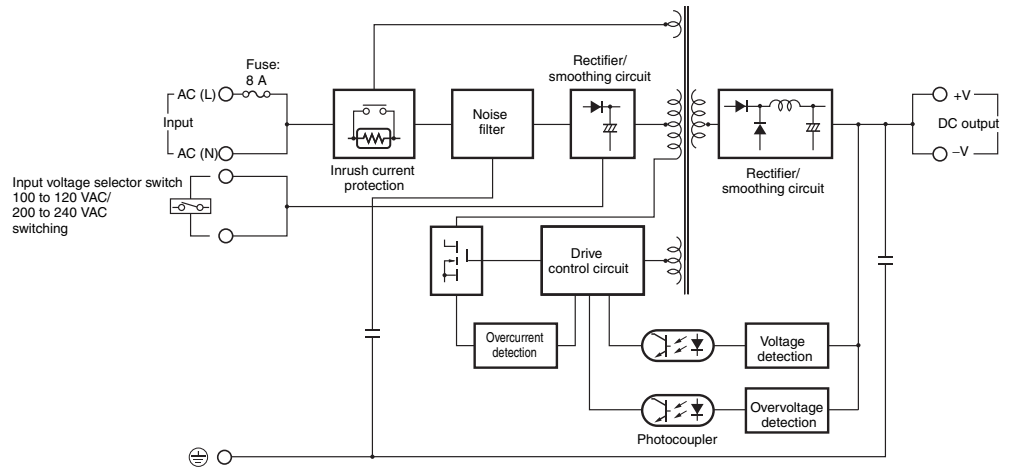 Fuse:
8 A
AC (L)
Input
AC (N)
Input voltage selector switch
100 to 120 VAC/
200 to 240 VAC
switching
Inrush current
protection
Noise
filter
Rectifier/
smoothing circuit
Rectifier/
smoothing circuit
+V
DC output
–V
Drive
control circuit
Overcurrent
detection
Voltage
detection
Overvoltage
detection
Photocoupler